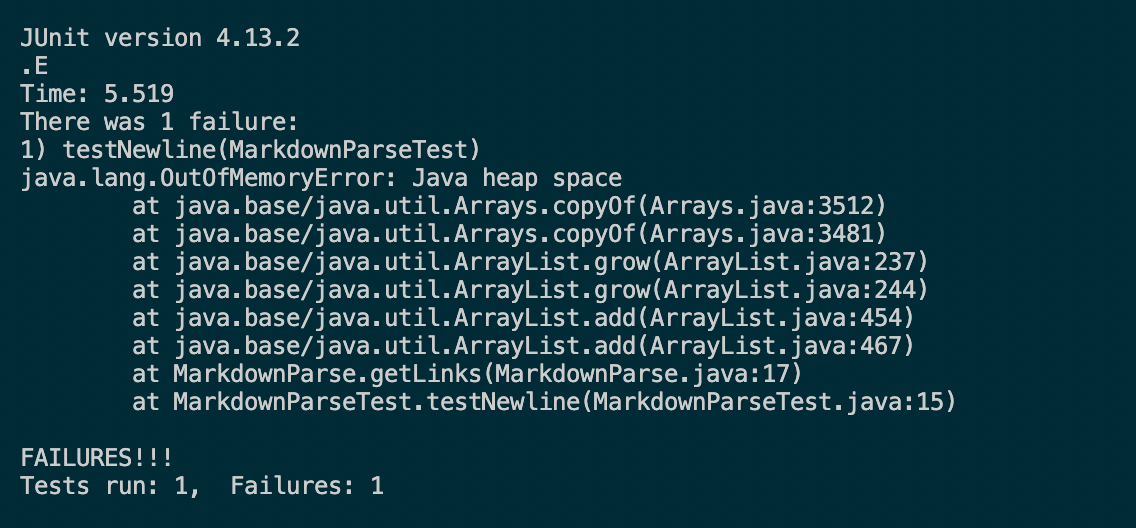 JUnit version 4.13.2
.E
Time: 5.519
There was 1 failure:
1) testNewline(MarkdownParseTest)
java.lang.OutOfMemoryError: Java heap space
        at java.base/java.util.Arrays.copyOf(Arrays.java:3512)
        at java.base/java.util.Arrays.copyOf(Arrays.java:3481)
        at java.base/java.util.ArrayList.grow(ArrayList.java:237)
        at java.base/java.util.ArrayList.grow(ArrayList.java:244)
        at java.base/java.util.ArrayList.add(ArrayList.java:454)
        at java.base/java.util.ArrayList.add(ArrayList.java:467)
        at MarkdownParse.getLinks(MarkdownParse.java:17)
        at MarkdownParseTest.testNewline(MarkdownParseTest.java:15)

FAILURES!!!
Tests run: 1,  Failures: 1